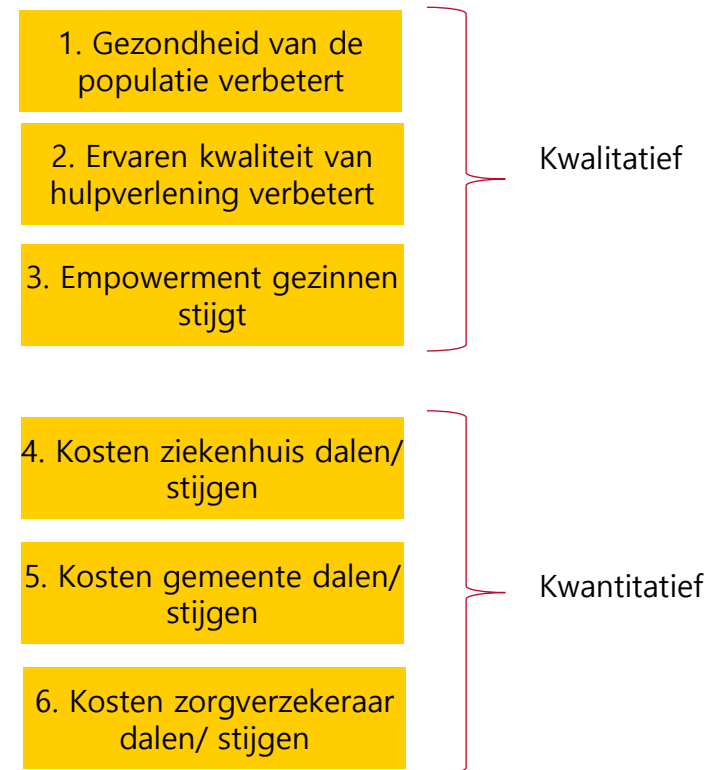 1. Gezondheid van de
populatie verbetert
2. Ervaren kwaliteit van
hulpverlening verbetert
3. Empowerment gezinnen
stijgt
Kwalitatief
4. Kosten ziekenhuis dalen/
stijgen
5. Kosten gemeente dalen/
stijgen
6. Kosten zorgverzekeraar
dalen/ stijgen
Kwantitatief